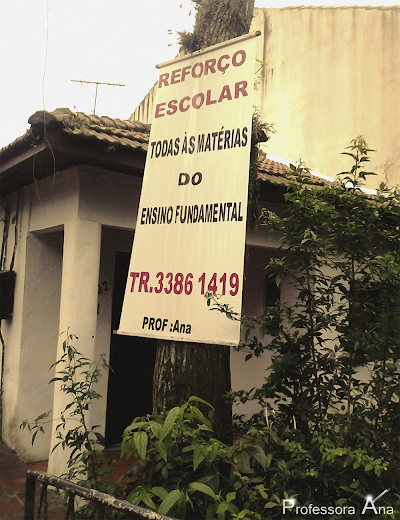 REFORÇO
ESCOLAR
TODAS ÀS MATÉRIAS
DO
ENSINO FUNDAMENTAL
TR.3386 1419
PROF :Ana
Professora Ana